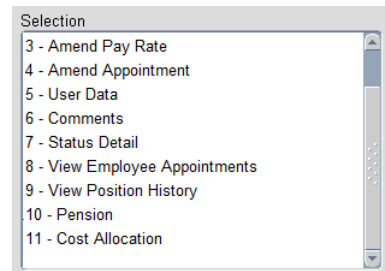 Selection
3 - Amend Pay Rate
4 - Amend Appointment
5 - User Data
6 - Comments
7 - Status Detail
8 - View Employee Appointments
9 - View Position History
10 - Pension
11 - Cost Allocation